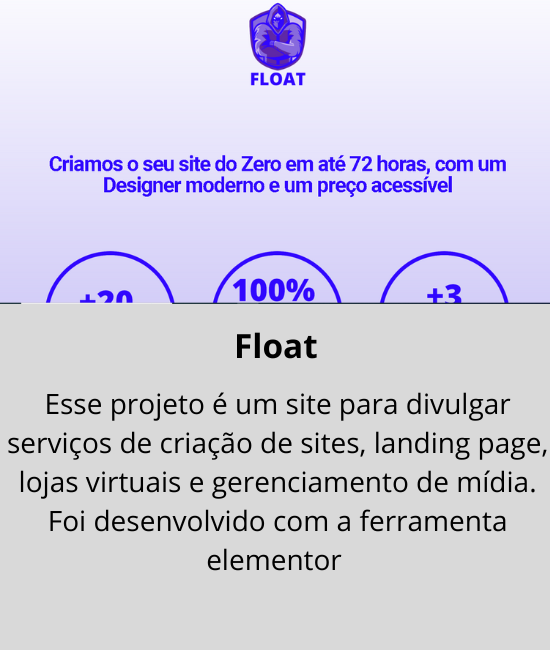 FLOAT
Criamos o seu site do Zero em até 72 horas, com um
Designer moderno e um preço acessível
+20 100% +3
Float
Esse projeto é um site para divulgar
serviços de criação de sites, landing page,
lojas virtuais e gerenciamento de mídia.
Foi desenvolvido com a ferramenta
elementor